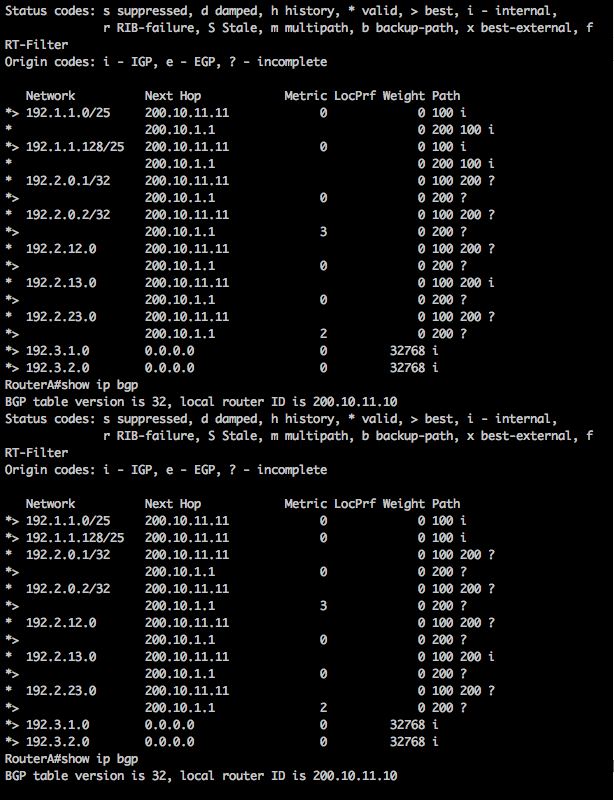 Status codes: s suppressed, d damped, h history, * valid, > best, i - internal,
              r RIB-failure, S Stale, m multipath, b backup-path, x best-external, f
RT-Filter
Origin codes: i - IGP, e - EGP, ? - incomplete

   Network          Next Hop            Metric LocPrf Weight Path
*> 192.1.1.0/25     200.10.11.11             0             0 100 i
*                   200.10.1.1                             0 200 100 i
*> 192.1.1.128/25   200.10.11.11             0             0 100 i
*                   200.10.1.1                             0 200 100 i
*  192.2.0.1/32     200.10.11.11                           0 100 200 ?
*>                  200.10.1.1               0             0 200 ?
*  192.2.0.2/32     200.10.11.11                           0 100 200 ?
*>                  200.10.1.1               3             0 200 ?
*  192.2.12.0       200.10.11.11                           0 100 200 ?
*>                  200.10.1.1               0             0 200 ?
*  192.2.13.0       200.10.11.11                           0 100 200 i
*>                  200.10.1.1               0             0 200 ?
*  192.2.23.0       200.10.11.11                           0 100 200 ?
*>                  200.10.1.1               2             0 200 ?
*> 192.3.1.0        0.0.0.0                  0         32768 i
*> 192.3.2.0        0.0.0.0                  0         32768 i
RouterA#show ip bgp
BGP table version is 32, local router ID is 200.10.11.10
Status codes: s suppressed, d damped, h history, * valid, > best, i - internal,
              r RIB-failure, S Stale, m multipath, b backup-path, x best-external, f
RT-Filter
Origin codes: i - IGP, e - EGP, ? - incomplete

   Network          Next Hop            Metric LocPrf Weight Path
*> 192.1.1.0/25     200.10.11.11             0             0 100 i
*> 192.1.1.128/25   200.10.11.11             0             0 100 i
*  192.2.0.1/32     200.10.11.11                           0 100 200 ?
*>                  200.10.1.1               0             0 200 ?
*  192.2.0.2/32     200.10.11.11                           0 100 200 ?
*>                  200.10.1.1               3             0 200 ?
*  192.2.12.0       200.10.11.11                           0 100 200 ?
*>                  200.10.1.1               0             0 200 ?
*  192.2.13.0       200.10.11.11                           0 100 200 i
*>                  200.10.1.1               0             0 200 ?
*  192.2.23.0       200.10.11.11                           0 100 200 ?
*>                  200.10.1.1               2             0 200 ?
*> 192.3.1.0        0.0.0.0                  0         32768 i
*> 192.3.2.0        0.0.0.0                  0         32768 i
RouterA#show ip bgp
BGP table version is 32, local router ID is 200.10.11.10